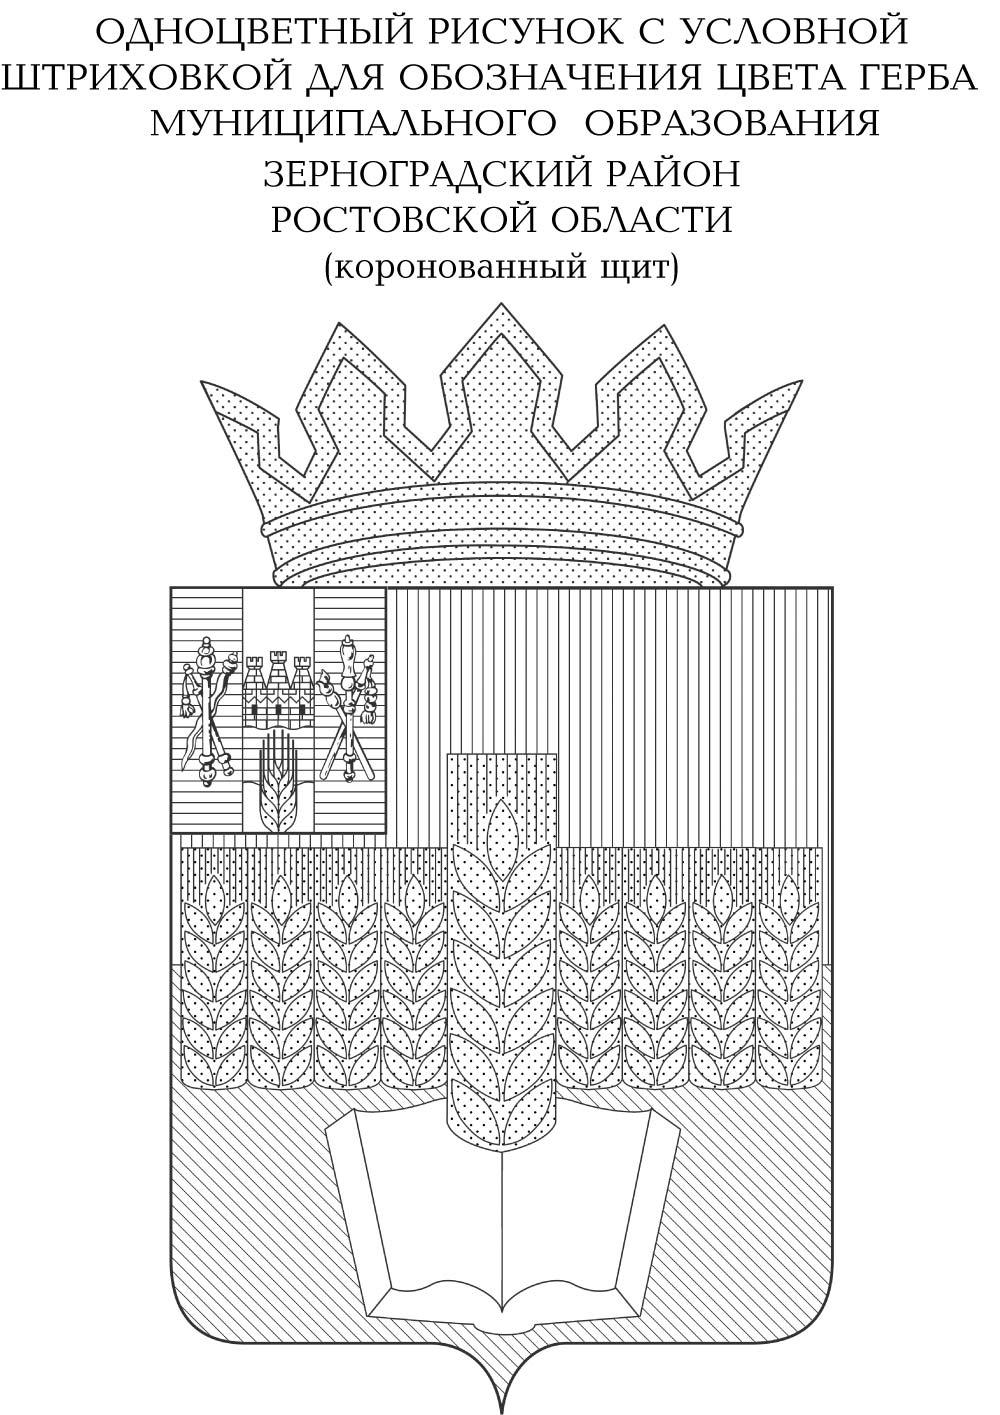 ОДНОЦВЕТНЫЙ РИСУНОК С УСЛОВНОЙ
ШТРИХОВКОЙ ДЛЯ ОБОЗНАЧЕНИЯ ЦВЕТА ГЕРБА
МУНИЦИПАЛЬНОГО ОБРАЗОВАНИЯ
ЗЕРНОГРАДСКИЙ РАЙОН
РОСТОВСКОЙ ОБЛАСТИ
(коронованный щит)